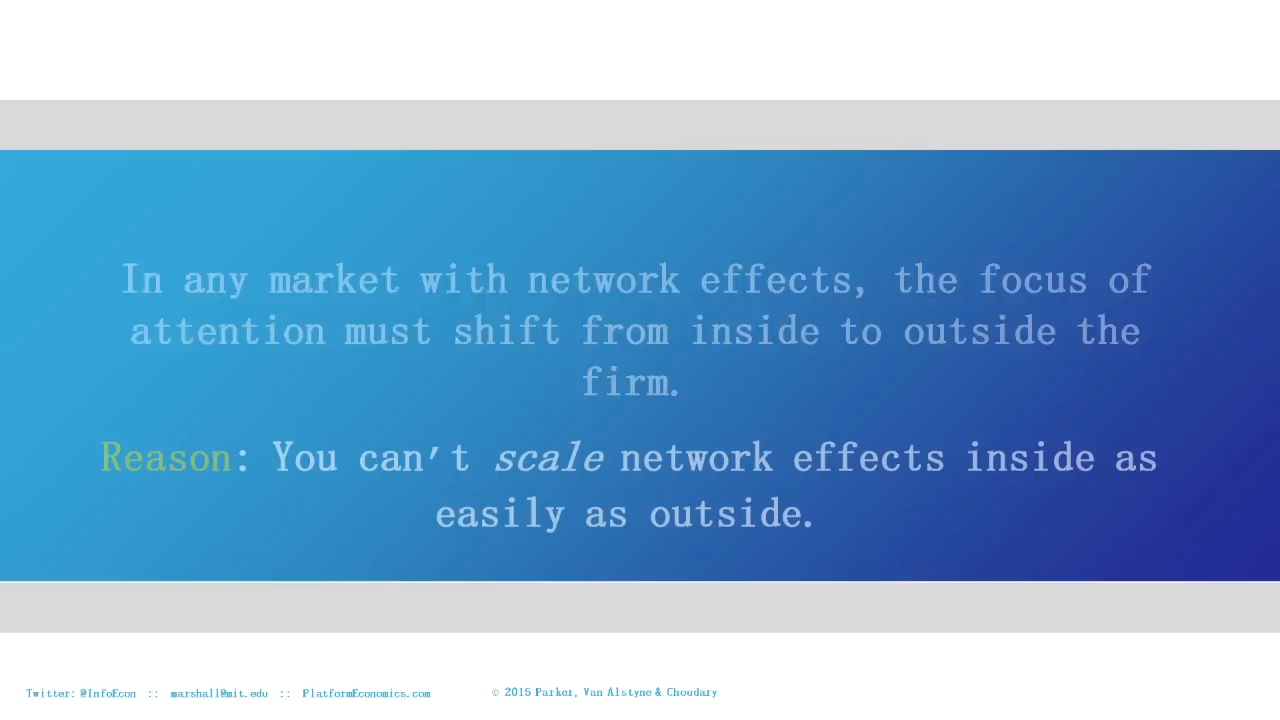 In any market with network effects, the focus of
attention must shift from inside to outside the
firm.
Reason: You can't scale network effects inside as
easily as outside.
Twitter: @InfoEcon :: marshall@mit.edu :: PlatformEconomics.com
© 2015 Parker, Van Alstyne & Choudary